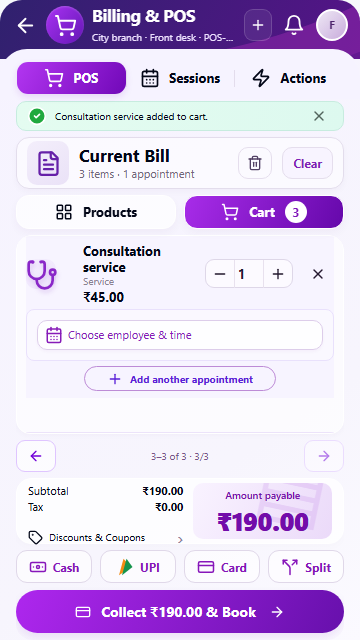 Billing & POS
City branch · Front desk · POS-...
F
POS
Sessions
Actions
Consultation service added to cart.
Current Bill
3 items · 1 appointment
Clear
Products
Cart 3
Consultation service
Service
₹45.00
1
Choose employee & time
Add another appointment
3–3 of 3 · 3/3
Subtotal ₹190.00
Tax ₹0.00
Discounts & Coupons
Amount payable
₹190.00
Cash
UPI
Card
Split
Collect ₹190.00 & Book